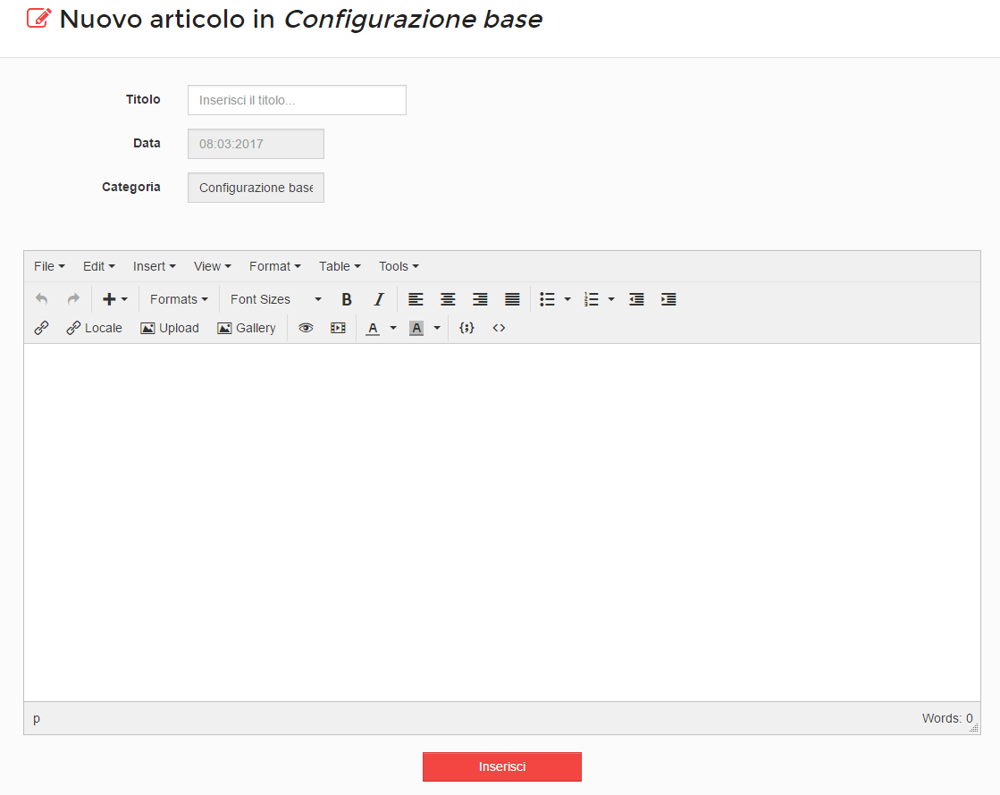 Nuovo articolo in Configurazione base
Titolo Inserisci il titolo...
Data 08:03:2017
Categoria Configurazione base
File Edit Insert View Format Table Tools
Formats Font Sizes B I
Locale Upload Gallery A A {;} <>
p Words: 0
Inserisci